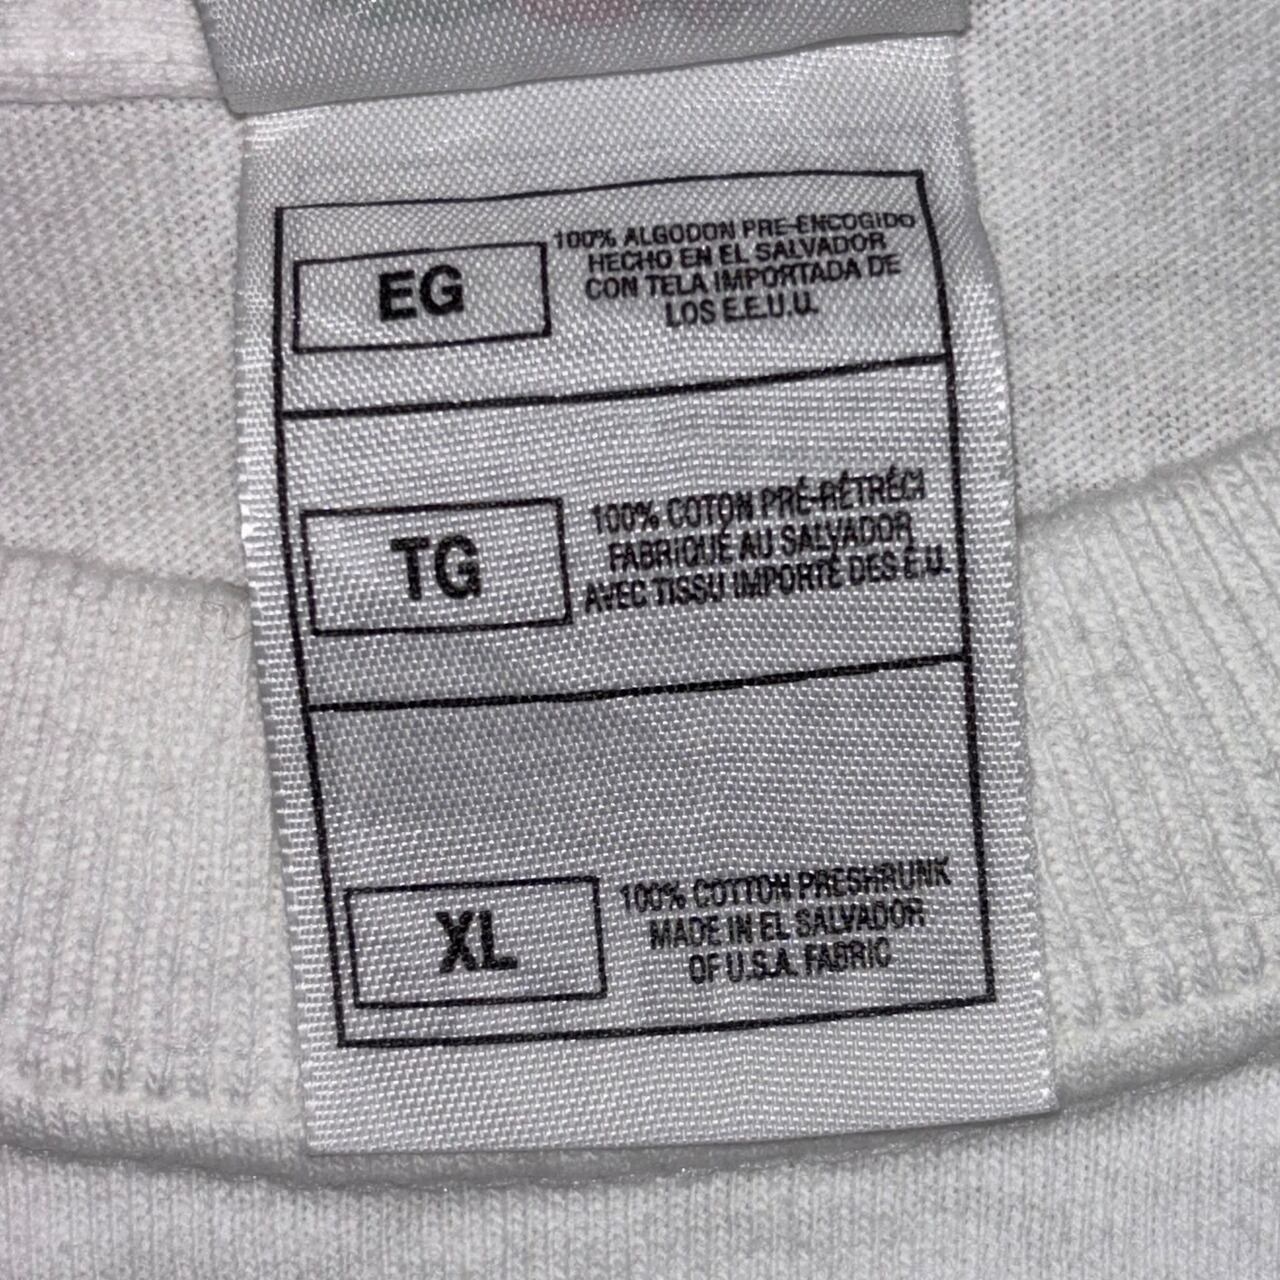 EG
100% ALGODON PRE-ENCOGIDO
HECHO EN EL SALVADOR
CON TELA IMPORTADA DE
LOS E.E.U.U.
TG
100% COTON PRÉ-RÉTRÉCI
FABRIQUÉ AU SALVADOR
AVEC TISSU IMPORTÉ DES É.U.
XL
100% COTTON PRESHRUNK
MADE IN EL SALVADOR
OF U.S.A. FABRIC